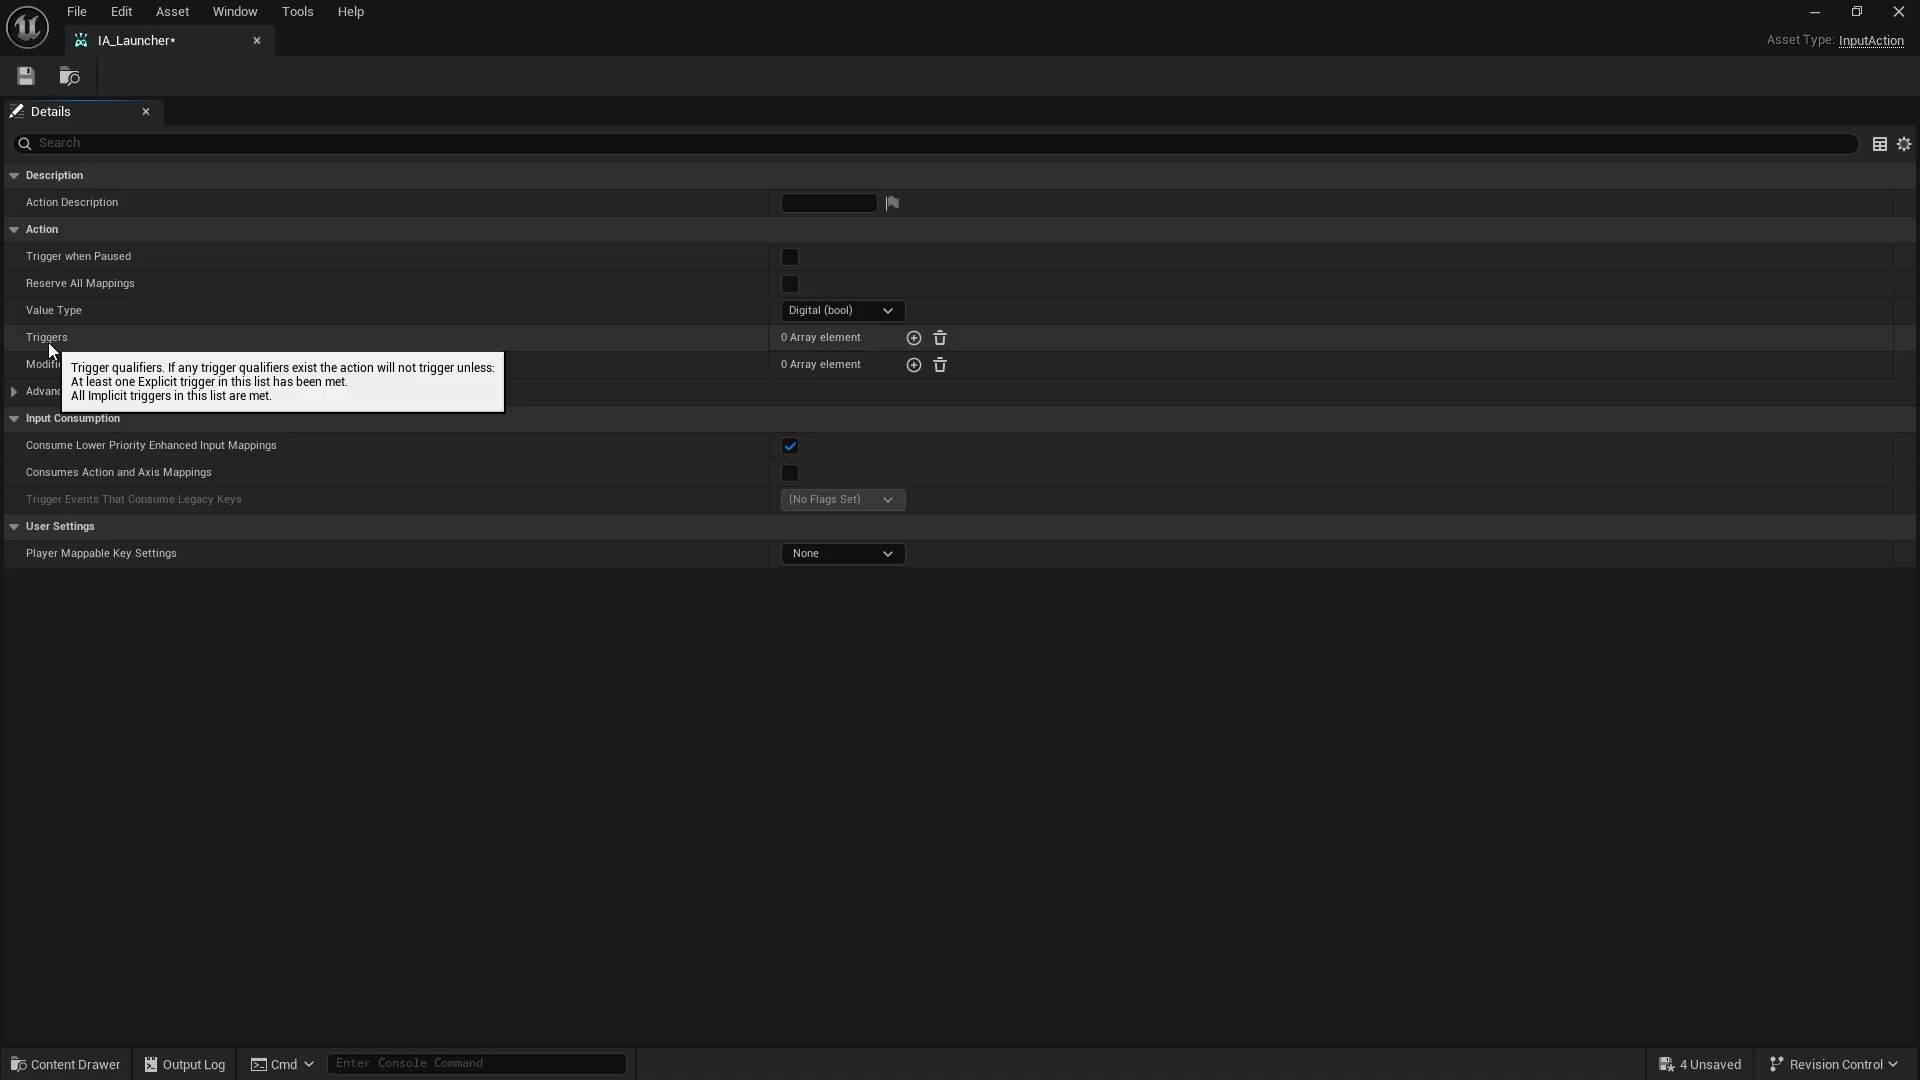 File Edit Asset Window Tools Help
IA_Launcher*
Asset Type: InputAction
Details
Search
Description
Action Description
Action
Trigger when Paused
Reserve All Mappings
Value Type Digital (bool)
Triggers 0 Array element
Modifie 0 Array element
Trigger qualifiers. If any trigger qualifiers exist the action will not trigger unless:
At least one Explicit trigger in this list has been met.
All Implicit triggers in this list are met.
Advanc
Input Consumption
Consume Lower Priority Enhanced Input Mappings
Consumes Action and Axis Mappings
Trigger Events That Consume Legacy Keys (No Flags Set)
User Settings
Player Mappable Key Settings None
Content Drawer Output Log Cmd Enter Console Command 4 Unsaved Revision Control